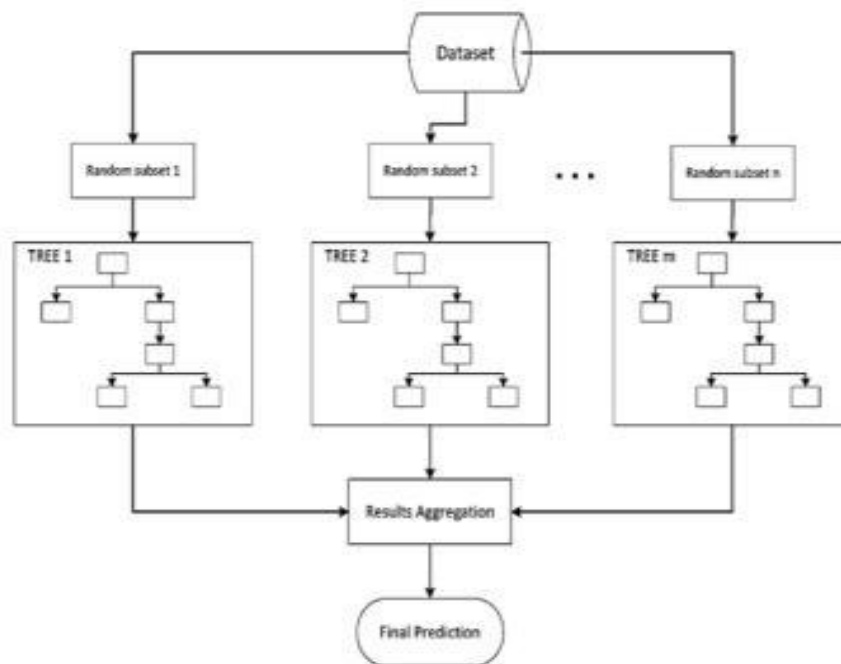 Dataset
Random subset 1
Random subset 2
. . .
Random subset n
TREE 1
TREE 2
TREE m
Results Aggregation
Final Prediction